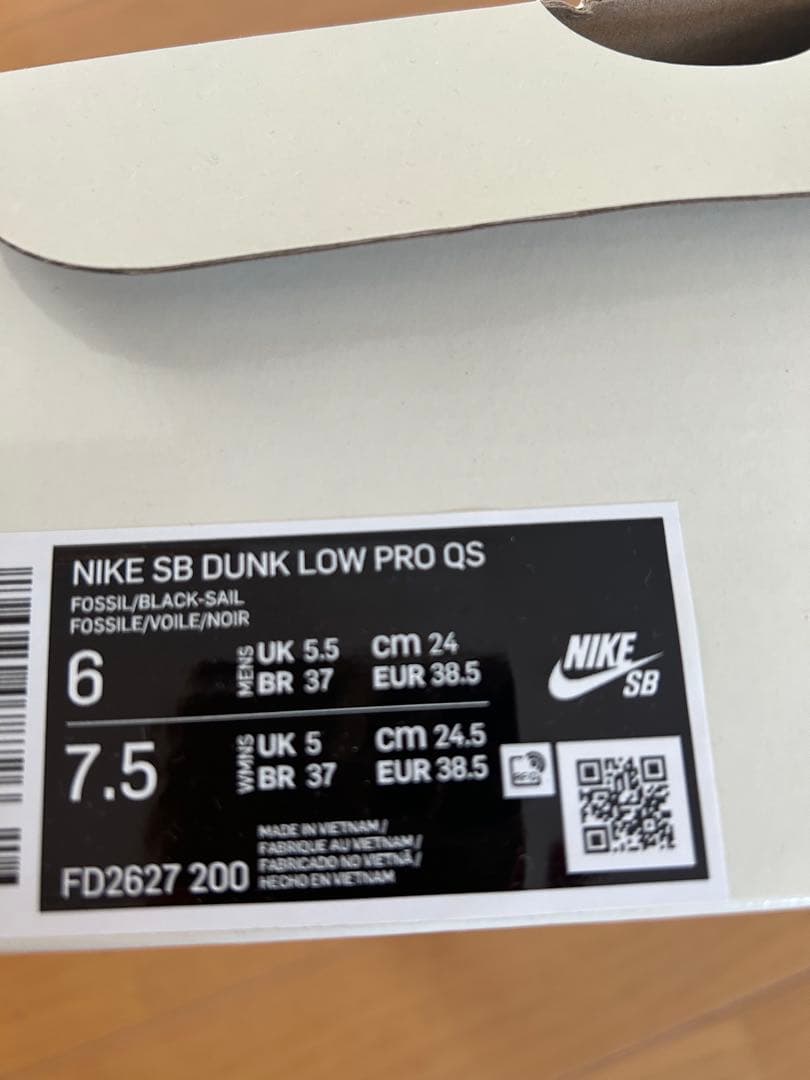 NIKE SB DUNK LOW PRO QS
FOSSIL/BLACK-SAIL
FOSSILE/VOILE/NOIR
6 MENS UK 5.5 cm 24
BR 37 EUR 38.5
NIKE
SB
7.5 WMNS UK 5 cm 24.5
BR 37 EUR 38.5
RFID
MADE IN VIETNAM /
FABRIQUE AU VIETNAM /
FABRICADO NO VIETNÃ /
HECHO EN VIETNAM
FD2627 200